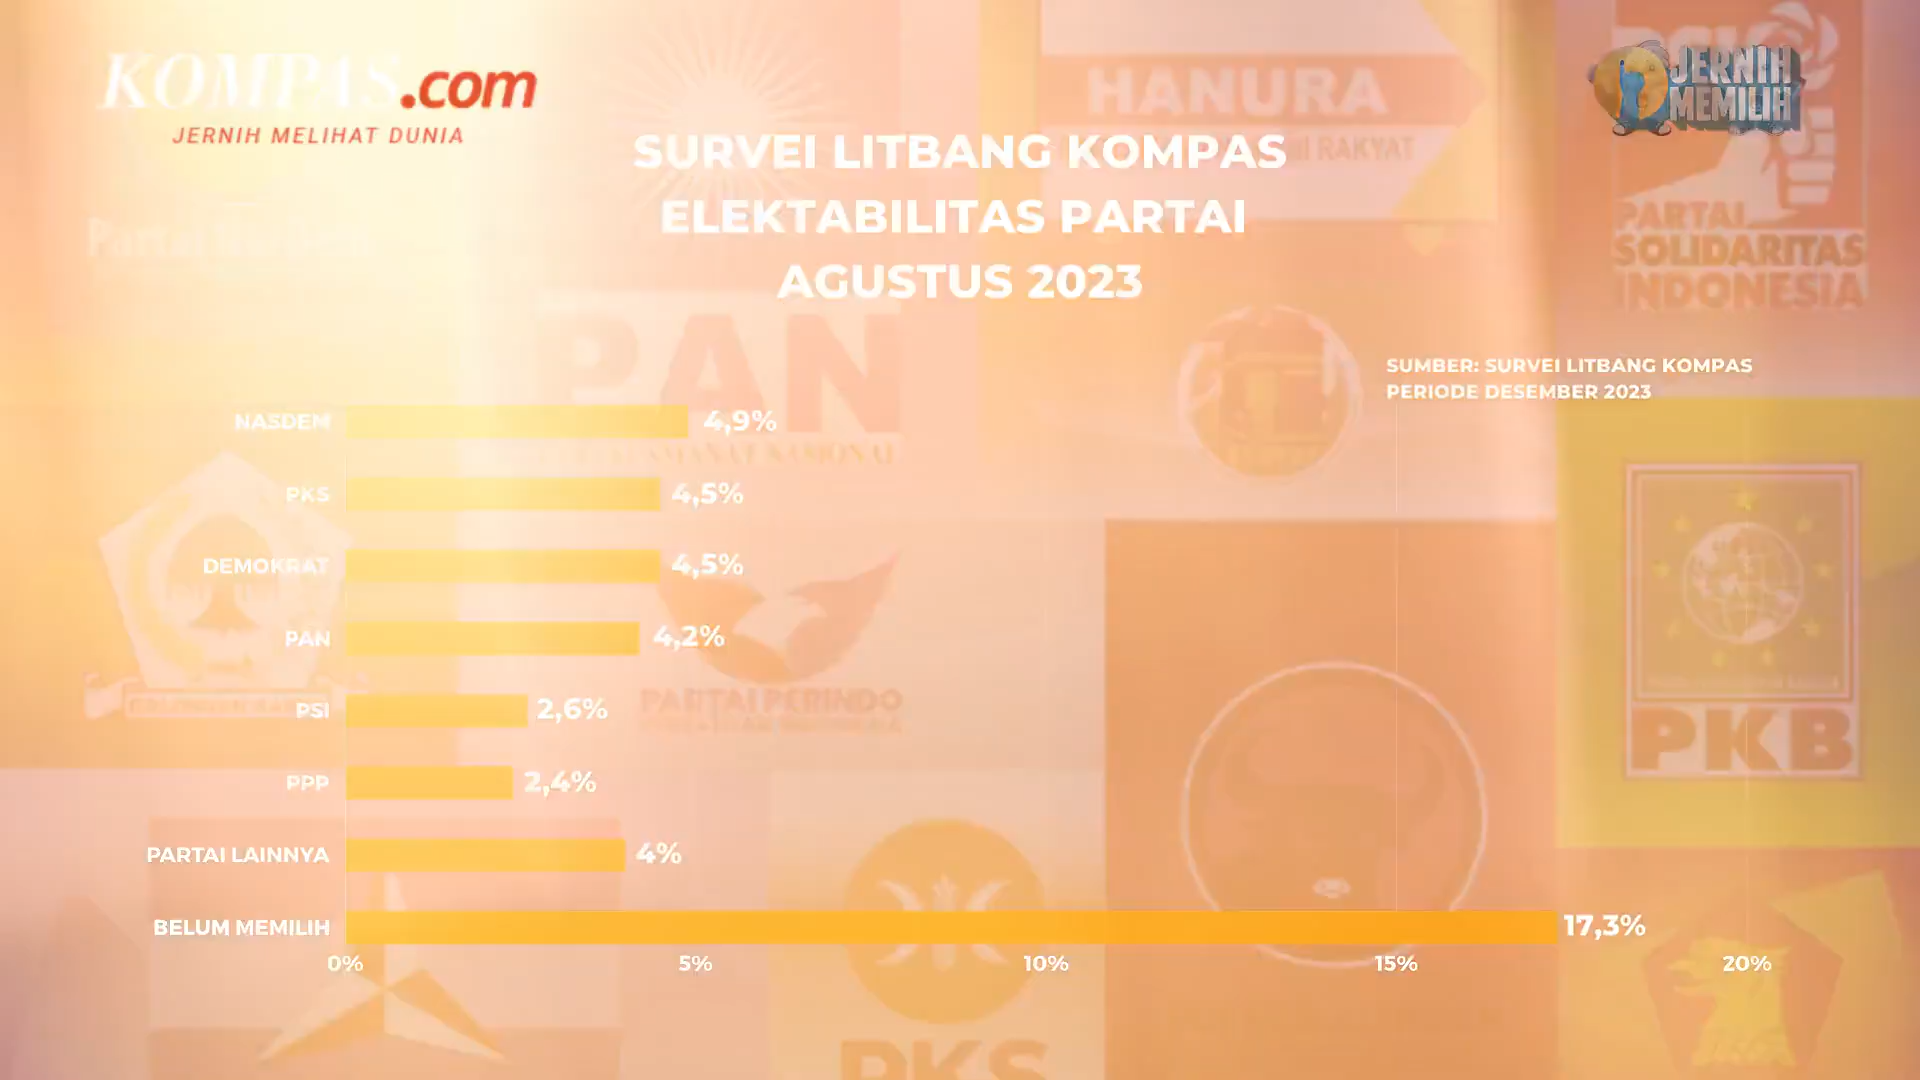 KOMPAS.com
JERNIH MELIHAT DUNIA
JERNIH
MEMILIH
HANURA
RAKYAT
SURVEI LITBANG KOMPAS
ELEKTABILITAS PARTAI
AGUSTUS 2023
PSI
PARTAI
SOLIDARITAS
INDONESIA
PAN
SUMBER: SURVEI LITBANG KOMPAS
PERIODE DESEMBER 2023
NASDEM 4,9%
PKS 4,5%
DEMOKRAT 4,5%
PAN 4,2%
PSI 2,6%
PARTAI PERINDO
PKB
PPP 2,4%
PARTAI LAINNYA 4%
BELUM MEMILIH 17,3%
0% 5% 10% 15% 20%
PKS